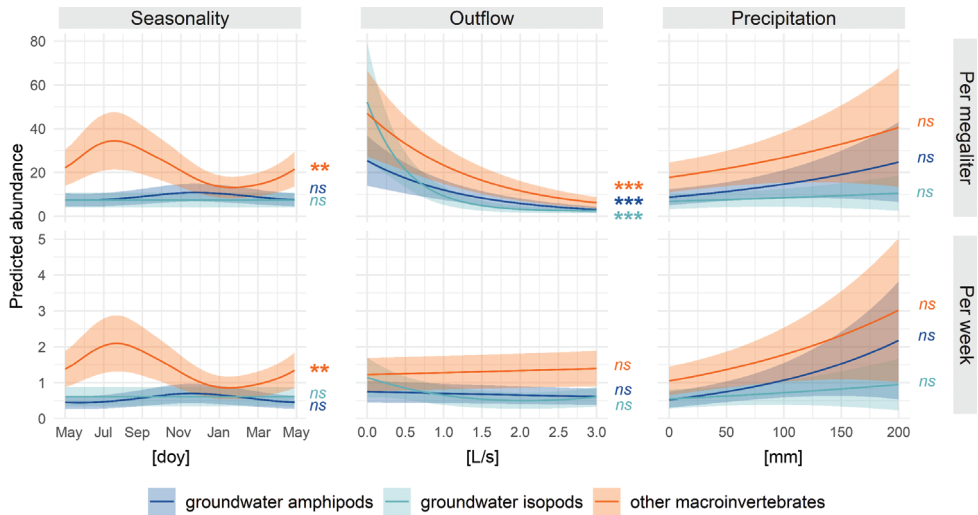 Seasonality Outflow Precipitation
80
60
40
20
0
**
ns
ns
***
***
***
ns
ns
ns
Per megaliter
Predicted abundance
5
4
3
2
1
0
**
ns
ns
ns
ns
ns
ns
ns
ns
Per week
May Jul Sep Nov Jan Mar May 0.0 0.5 1.0 1.5 2.0 2.5 3.0 0 50 100 150 200
[doy] [L/s] [mm]
groundwater amphipods groundwater isopods other macroinvertebrates